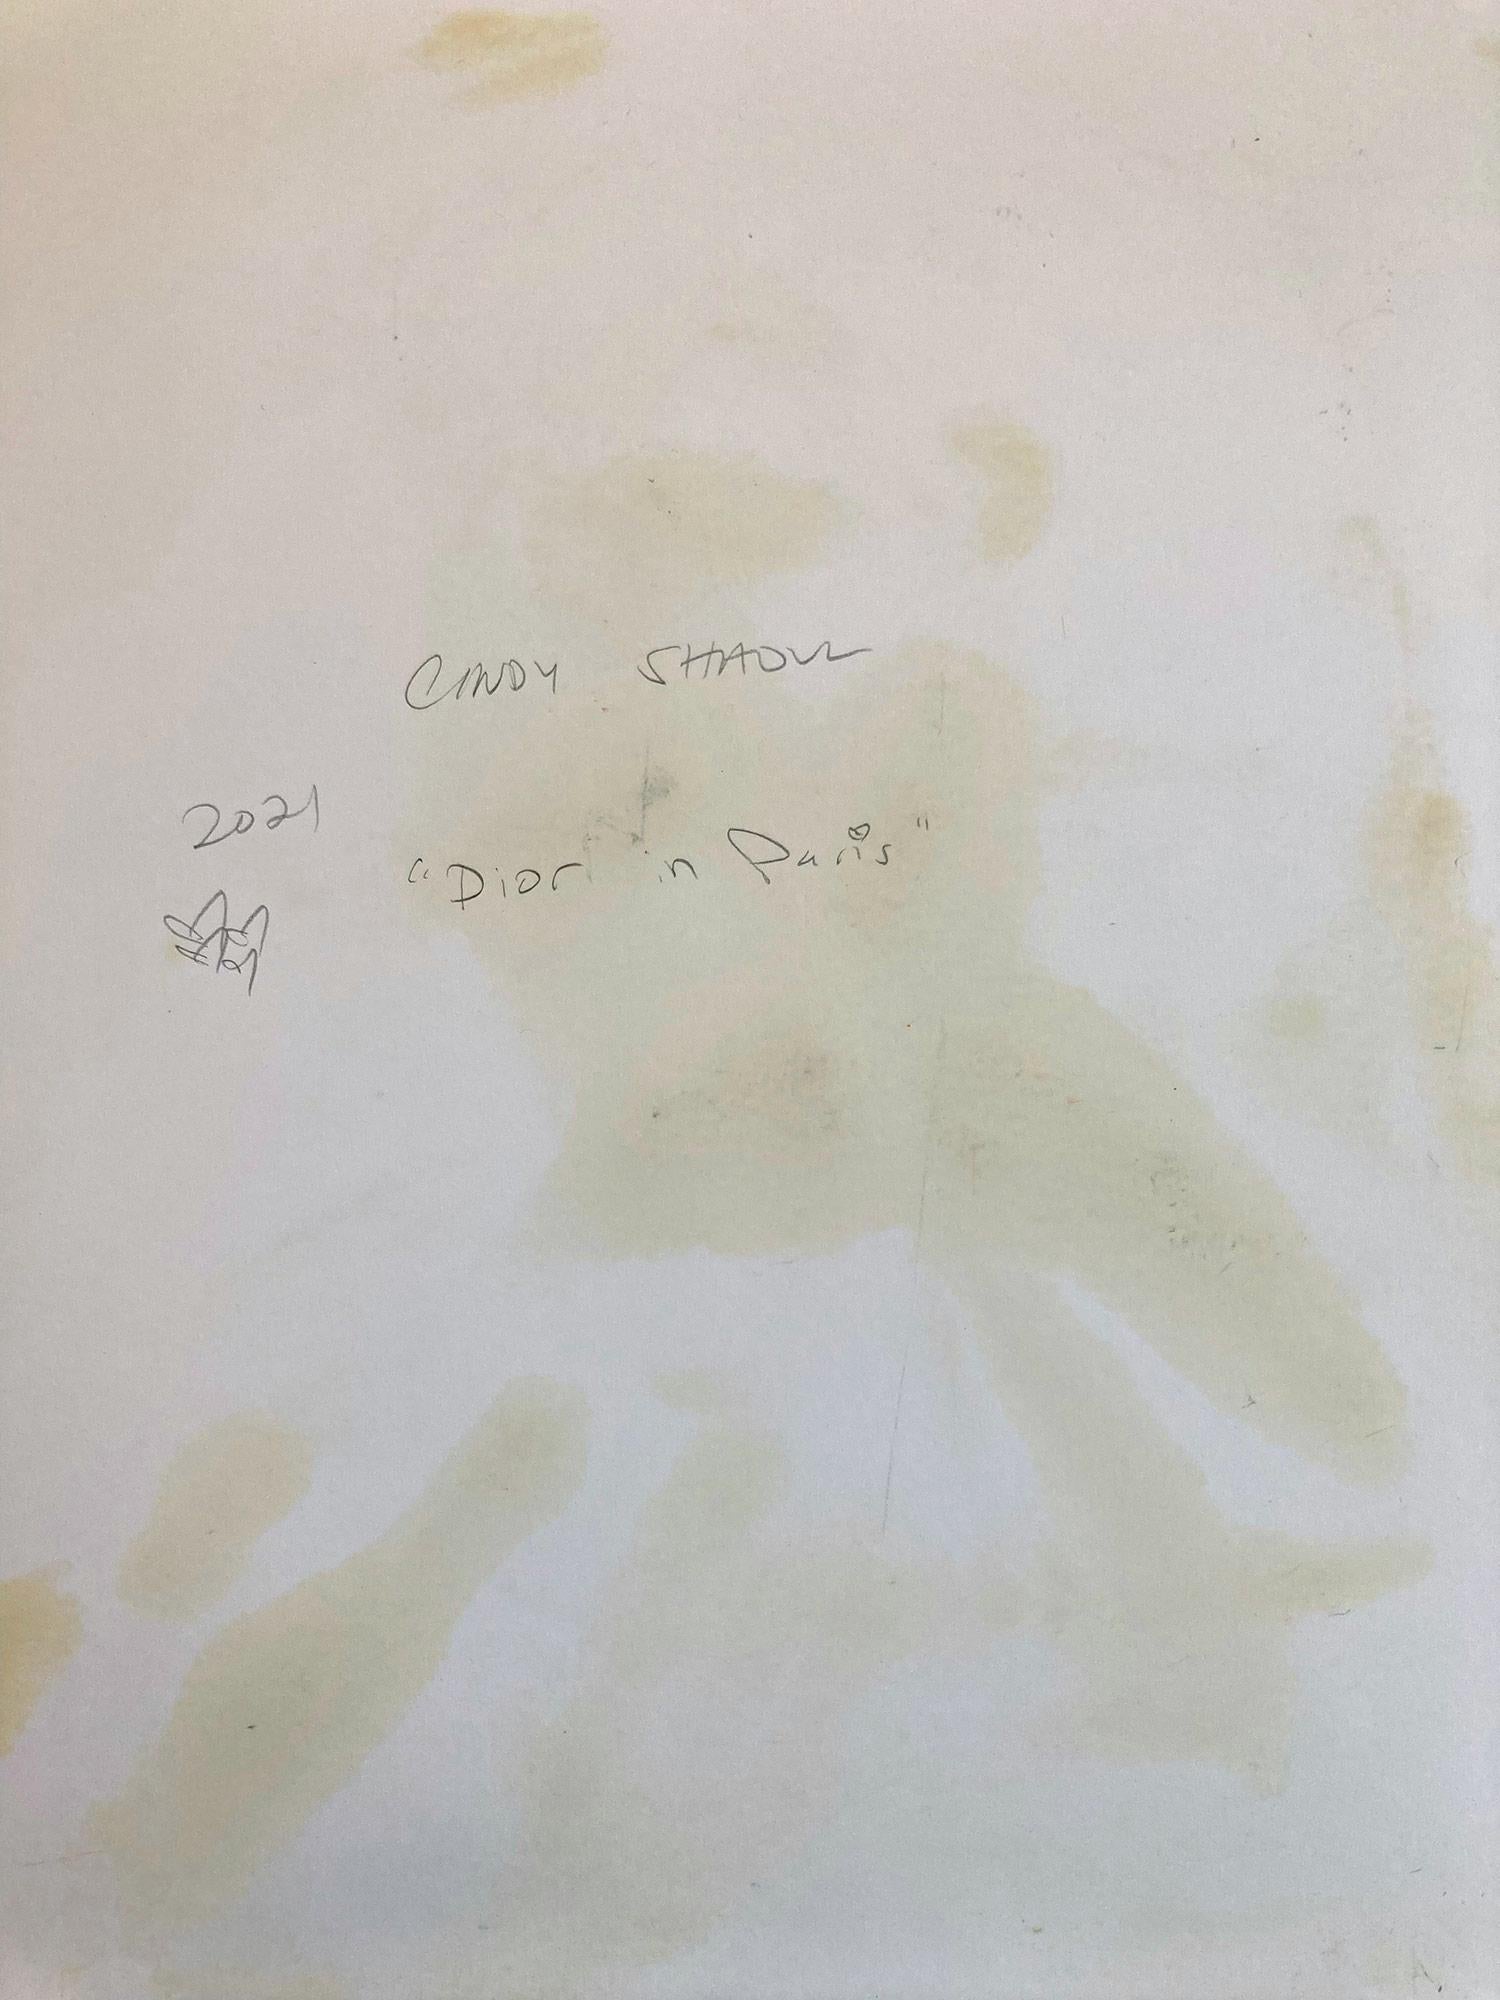 CINDY SHAOUL
2021
"Dior in Paris"